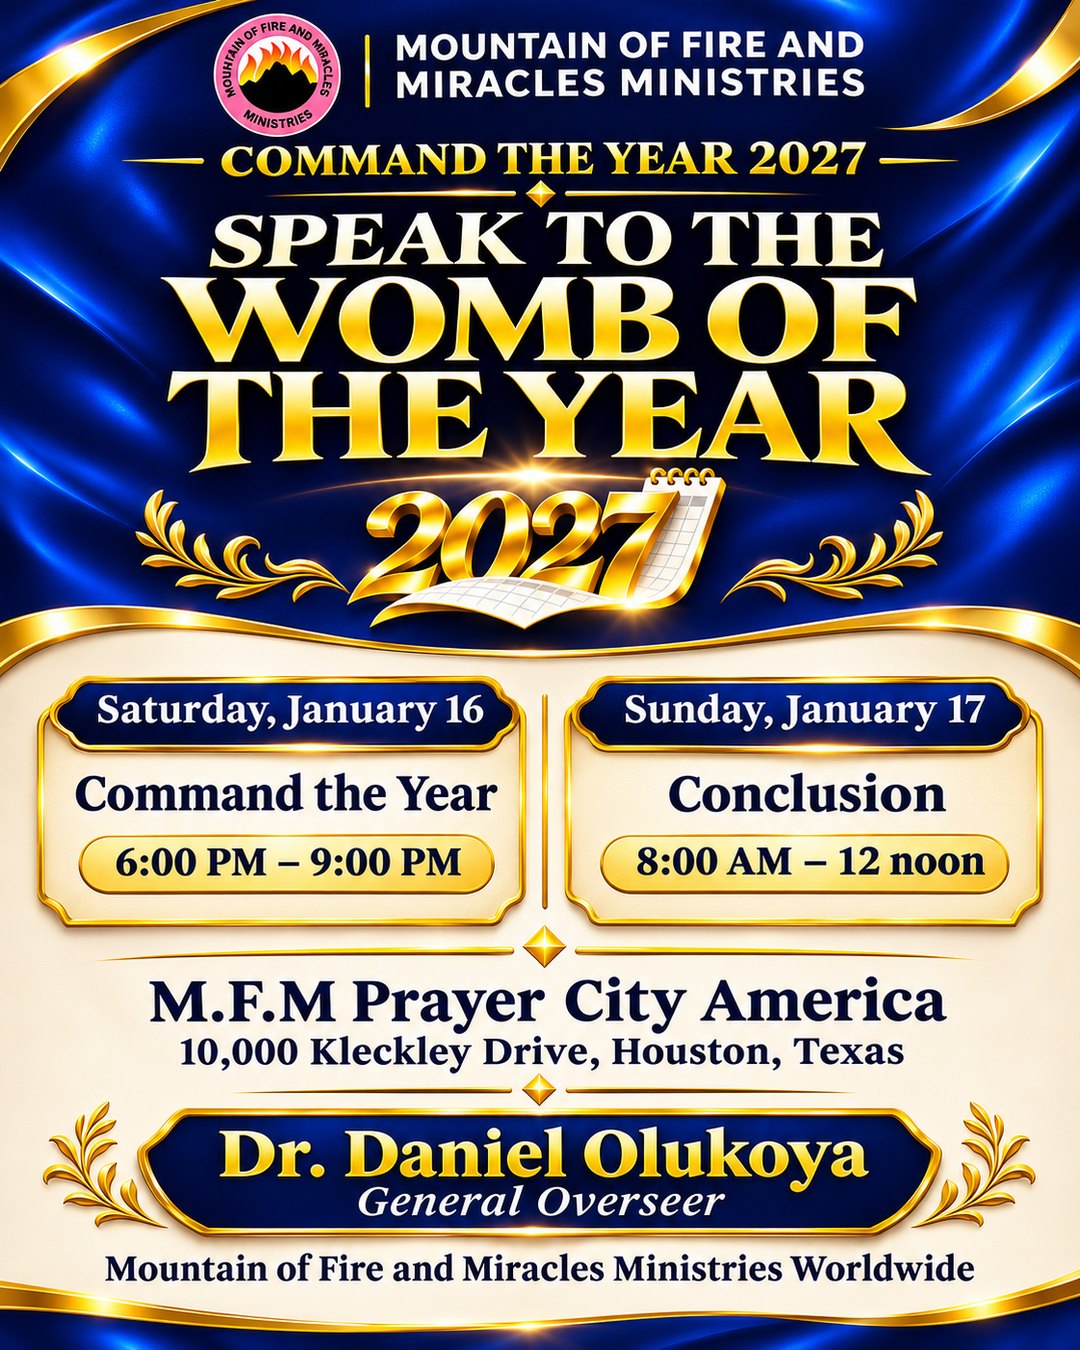 MOUNTAIN OF FIRE AND MIRACLES
MINISTRIES
MOUNTAIN OF FIRE AND
MIRACLES MINISTRIES
COMMAND THE YEAR 2027
SPEAK TO THE
WOMB OF
THE YEAR
2027
Saturday, January 16
Command the Year
6:00 PM – 9:00 PM
Sunday, January 17
Conclusion
8:00 AM – 12 noon
M.F.M Prayer City America
10,000 Kleckley Drive, Houston, Texas
Dr. Daniel Olukoya
General Overseer
Mountain of Fire and Miracles Ministries Worldwide